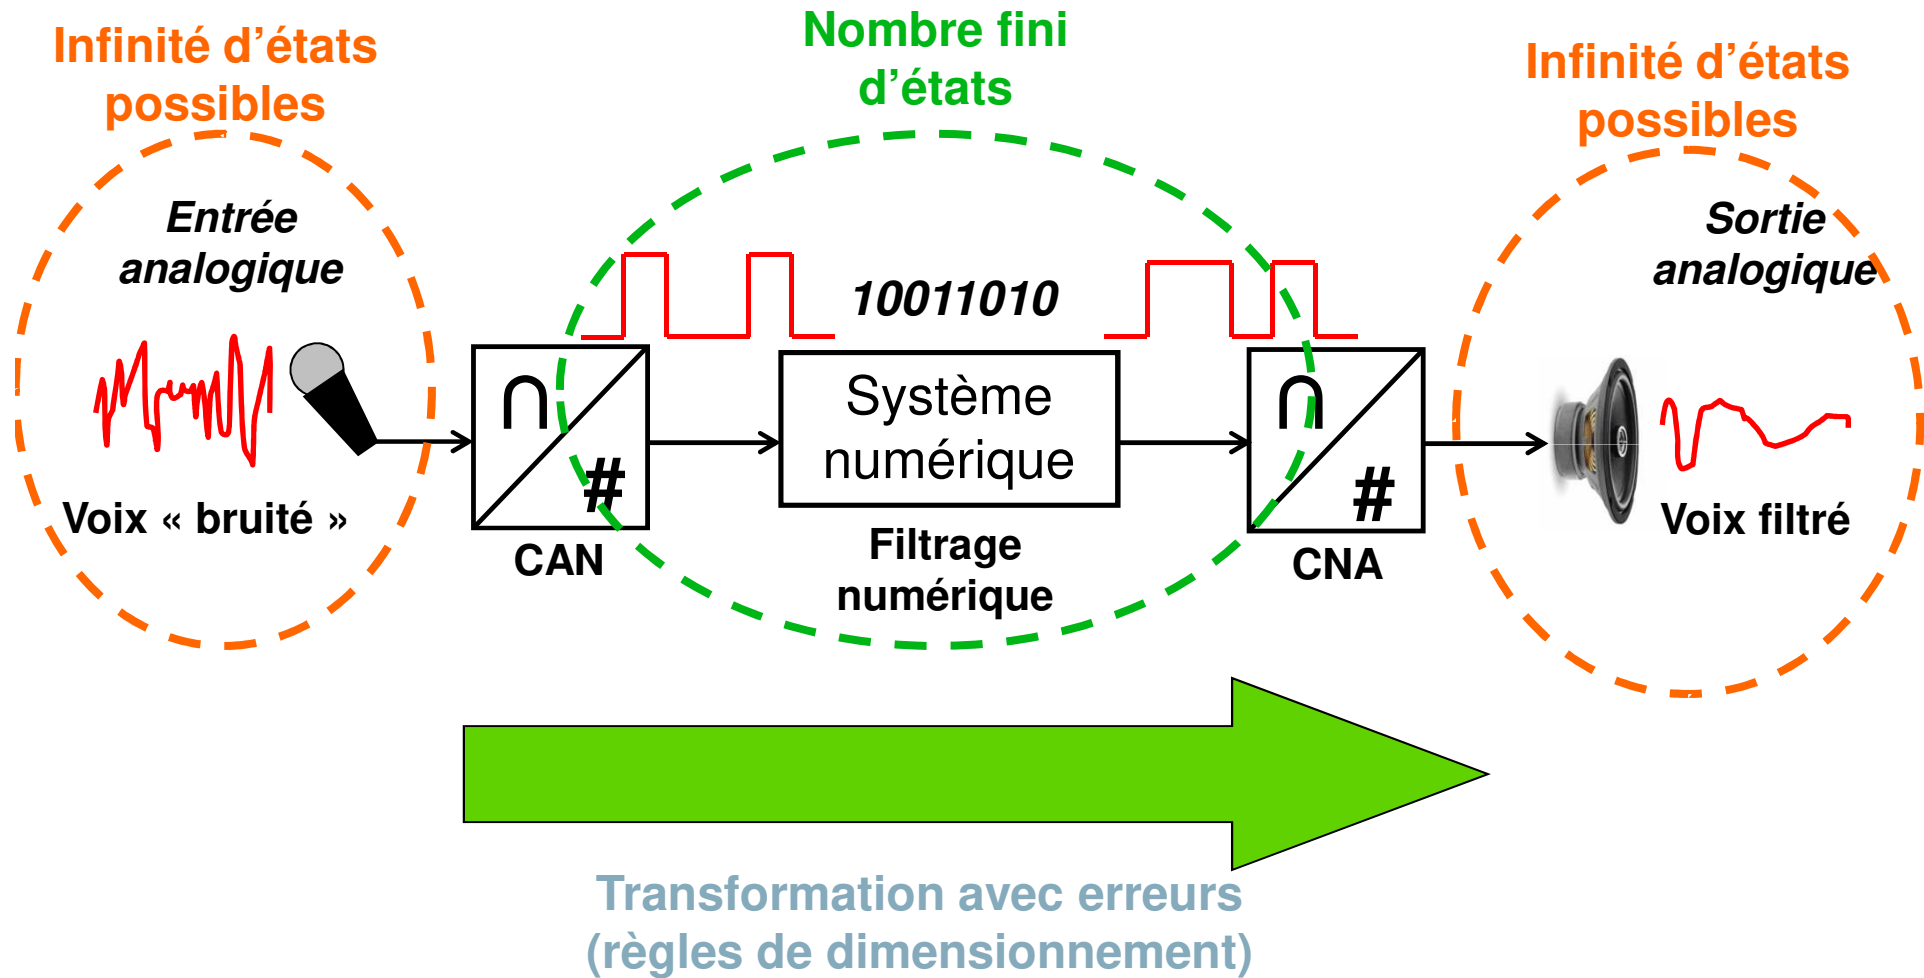 Infinité d’états
possibles
Nombre fini
d’états
Infinité d’états
possibles
Entrée
analogique
Sortie
analogique
10011010
∩
#
Système
numérique
∩
#
Voix « bruité »
CAN
Filtrage
numérique
CNA
Voix filtré
Transformation avec erreurs
(règles de dimensionnement)